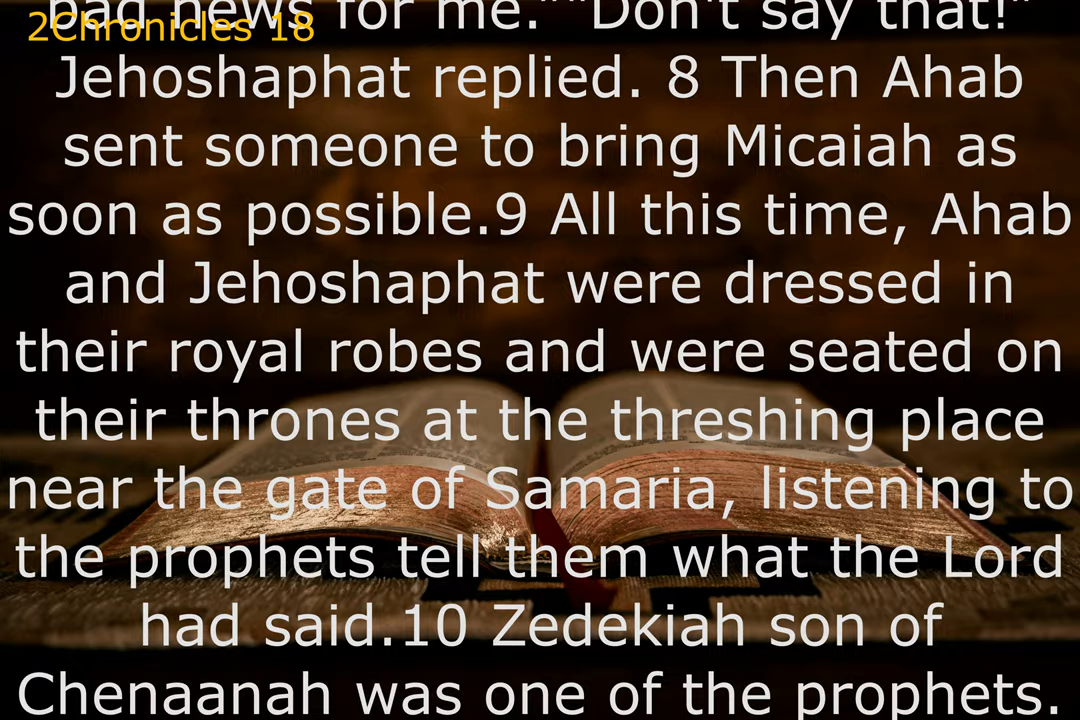 bad news for me.""Don't say that!"
2Chronicles 18
Jehoshaphat replied. 8 Then Ahab
sent someone to bring Micaiah as
soon as possible.9 All this time, Ahab
and Jehoshaphat were dressed in
their royal robes and were seated on
their thrones at the threshing place
near the gate of Samaria, listening to
the prophets tell them what the Lord
had said.10 Zedekiah son of
Chenaanah was one of the prophets.